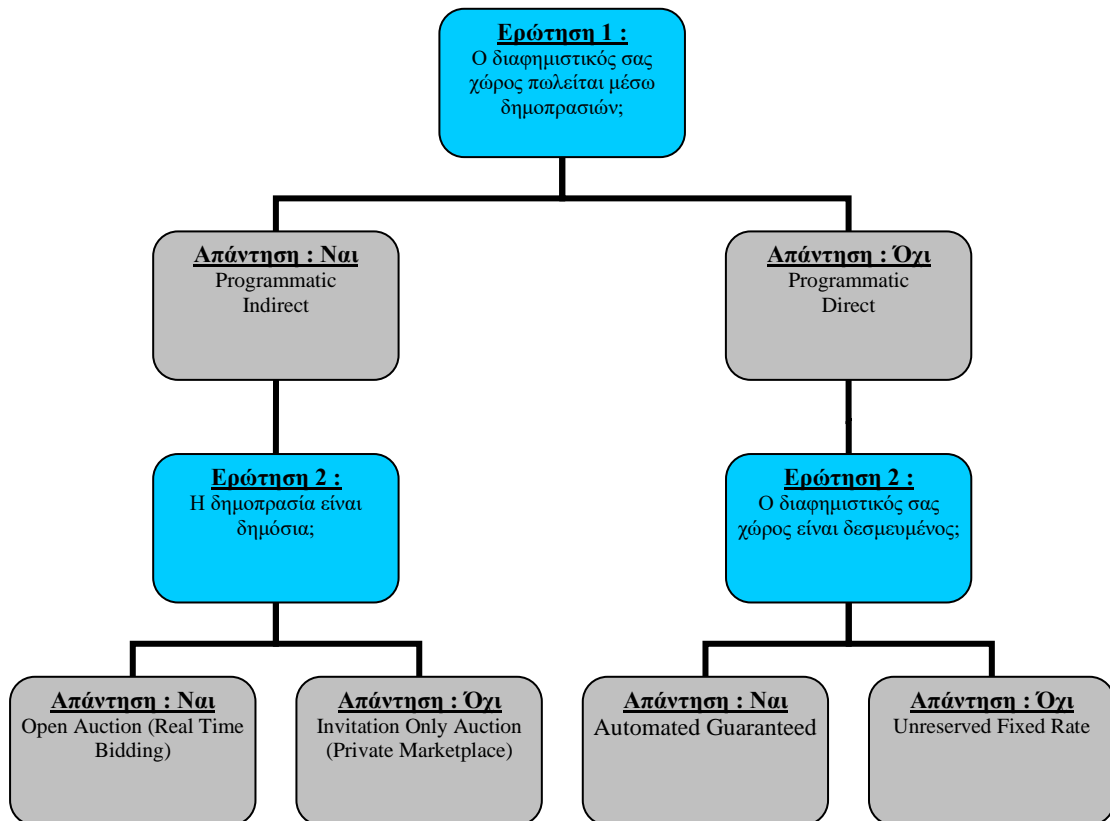 Ερώτηση 1 :
Ο διαφημιστικός σας
χώρος πωλείται μέσω
δημοπρασιών;
Απάντηση : Ναι
Programmatic
Indirect
Απάντηση : Όχι
Programmatic
Direct
Ερώτηση 2 :
Η δημοπρασία είναι
δημόσια;
Ερώτηση 2 :
Ο διαφημιστικός σας
χώρος είναι δεσμευμένος;
Απάντηση : Ναι
Open Auction (Real Time
Bidding)
Απάντηση : Όχι
Invitation Only Auction
(Private Marketplace)
Απάντηση : Ναι
Automated Guaranteed
Απάντηση : Όχι
Unreserved Fixed Rate